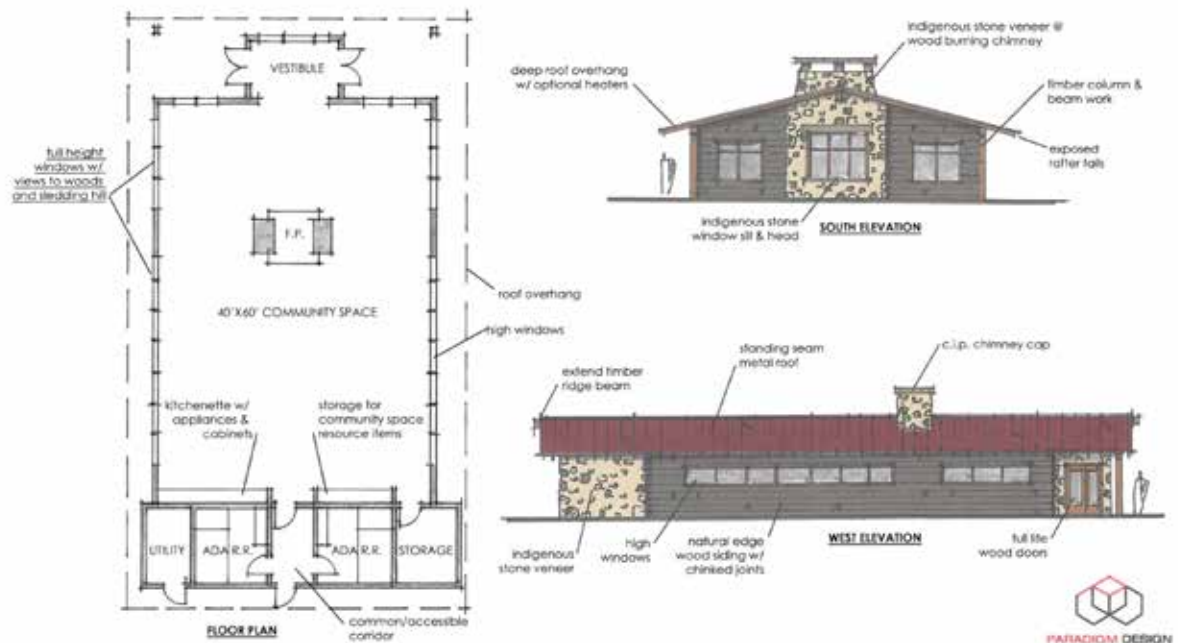 VESTIBULE
full height
windows w/
views to woods
and sledding hill
F.P.
40'X60' COMMUNITY SPACE
roof overhang
high windows
kitchenette w/
appliances &
cabinets
storage for
community space
resource items
UTILITY
ADA R.R.
ADA R.R.
STORAGE
common/accessible
corridor
FLOOR PLAN
indigenous stone veneer @
wood burning chimney
deep roof overhang
w/ optional heaters
timber column &
beam work
exposed
rafter tails
indigenous stone
window sill & head
SOUTH ELEVATION
c.i.p. chimney cap
standing seam
metal roof
extend timber
ridge beam
indigenous
stone veneer
high
windows
natural edge
wood siding w/
chinked joints
WEST ELEVATION
full lite
wood doors
PARADIGM DESIGN